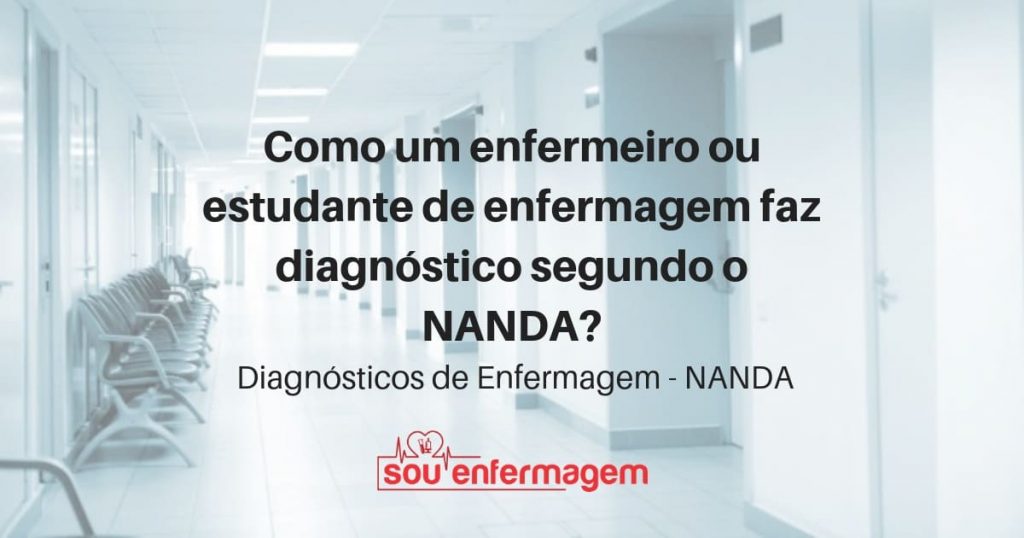 Como um enfermeiro ou
estudante de enfermagem faz
diagnóstico segundo o
NANDA?
Diagnósticos de Enfermagem - NANDA
sou enfermagem